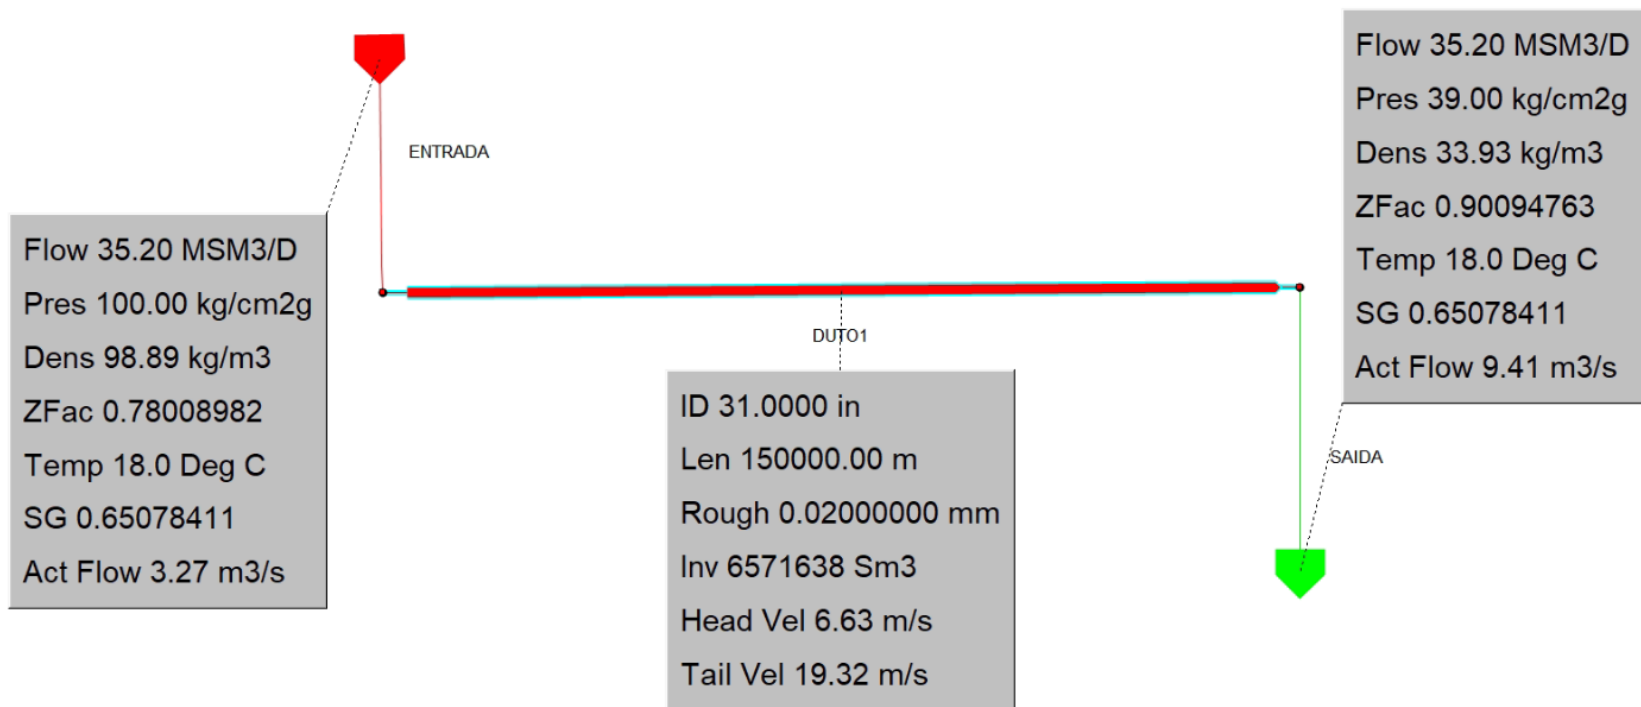 ENTRADA
Flow 35.20 MSM3/D
Pres 100.00 kg/cm2g
Dens 98.89 kg/m3
ZFac 0.78008982
Temp 18.0 Deg C
SG 0.65078411
Act Flow 3.27 m3/s
DUTO1
ID 31.0000 in
Len 150000.00 m
Rough 0.02000000 mm
Inv 6571638 Sm3
Head Vel 6.63 m/s
Tail Vel 19.32 m/s
Flow 35.20 MSM3/D
Pres 39.00 kg/cm2g
Dens 33.93 kg/m3
ZFac 0.90094763
Temp 18.0 Deg C
SG 0.65078411
Act Flow 9.41 m3/s
SAIDA